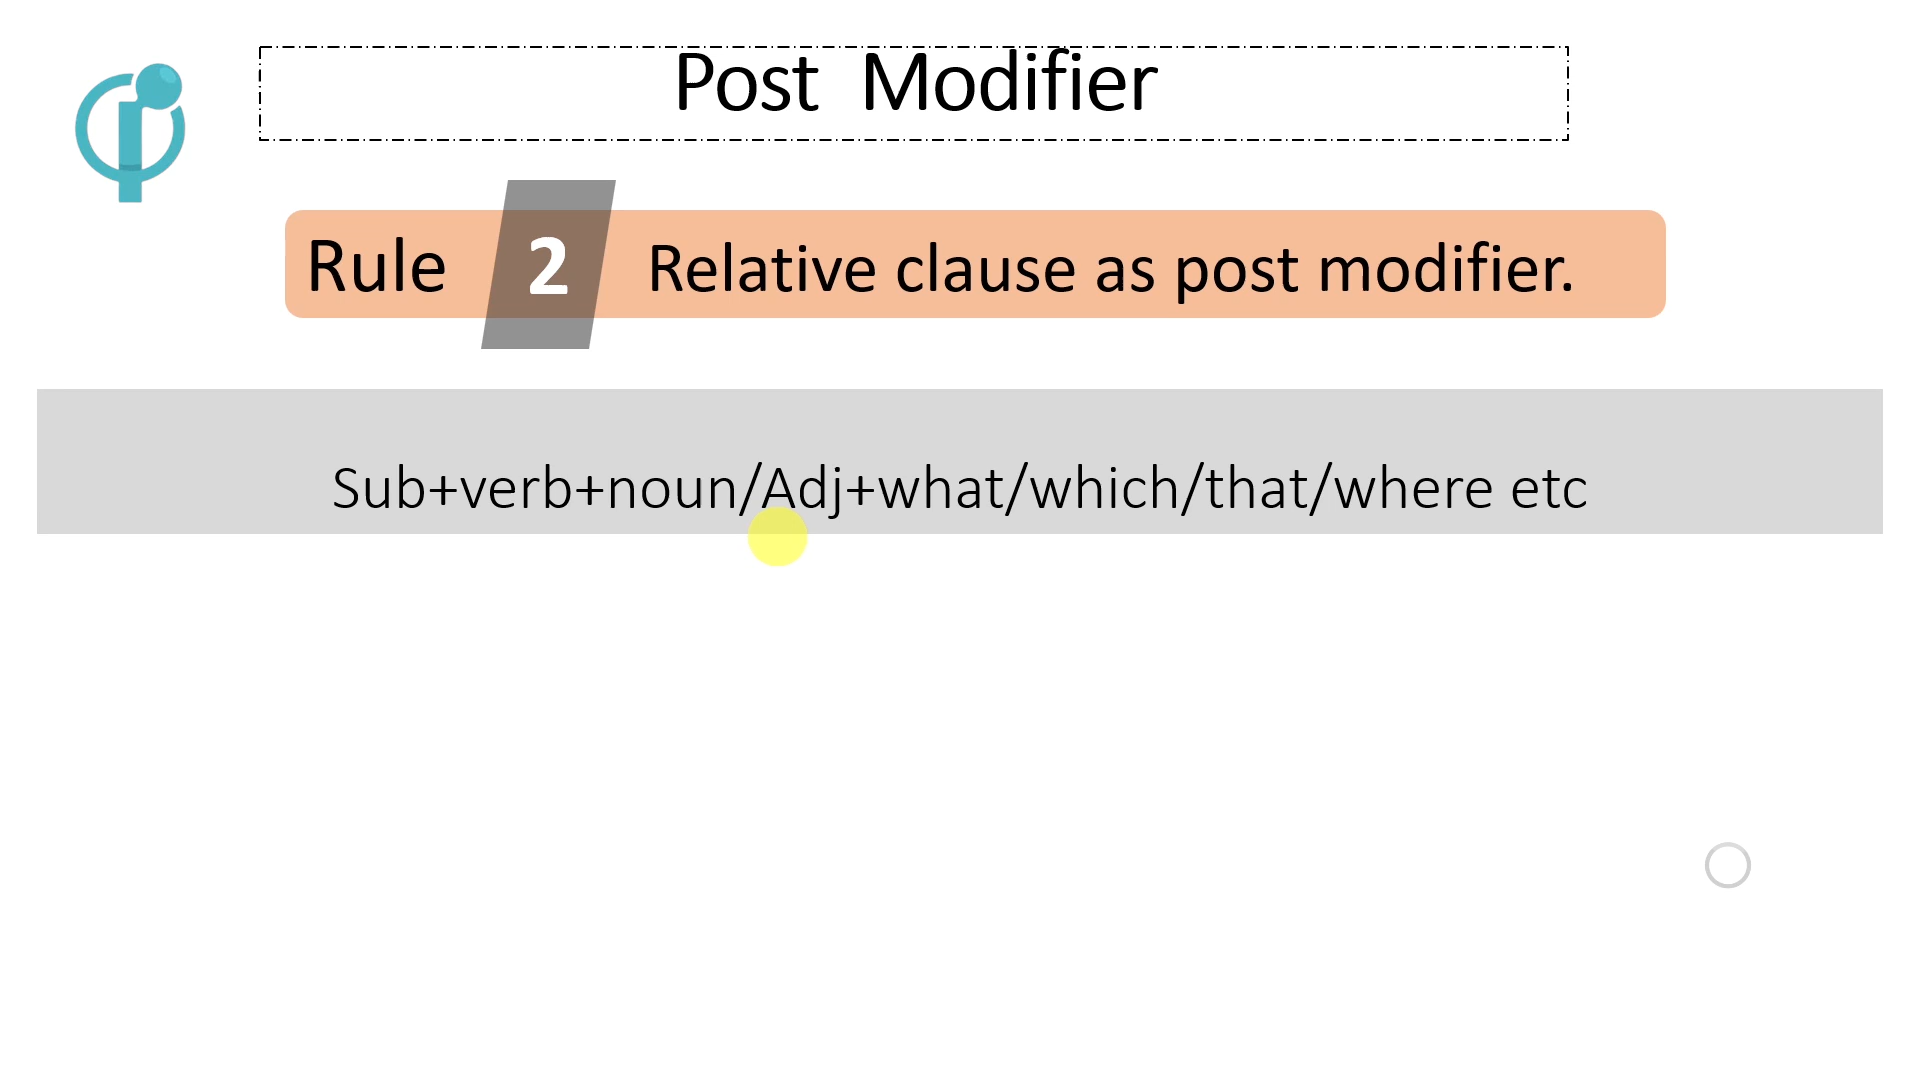 Post Modifier
Rule 2 Relative clause as post modifier.
Sub+verb+noun/Adj+what/which/that/where etc